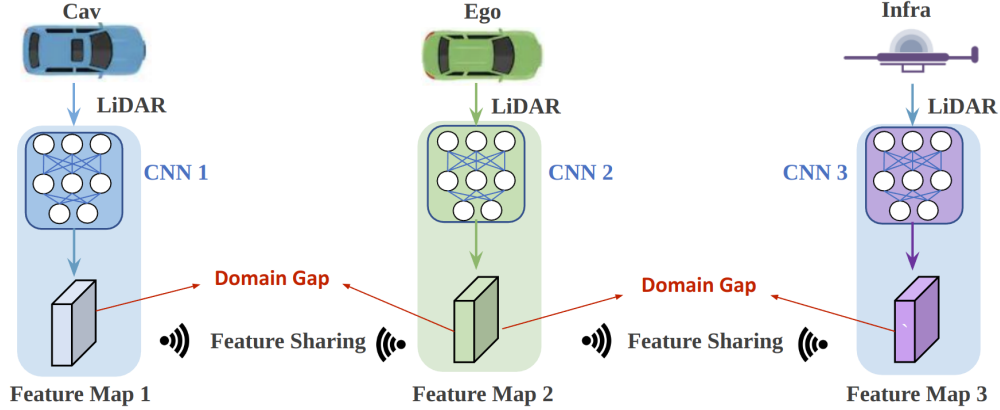 Cav
Ego
Infra
LiDAR
LiDAR
LiDAR
CNN 1
CNN 2
CNN 3
Domain Gap
Domain Gap
Feature Sharing
Feature Sharing
Feature Map 1
Feature Map 2
Feature Map 3